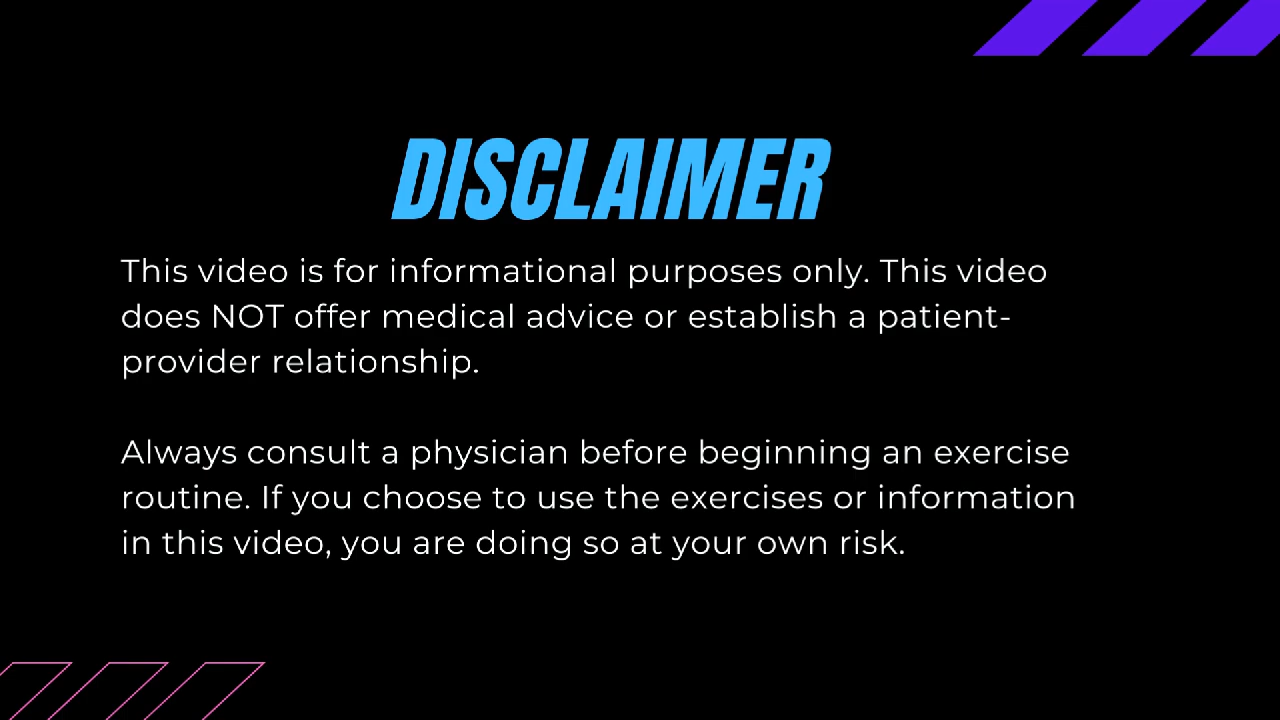 DISCLAIMER
This video is for informational purposes only. This video
does NOT offer medical advice or establish a patient-
provider relationship.
Always consult a physician before beginning an exercise
routine. If you choose to use the exercises or information
in this video, you are doing so at your own risk.